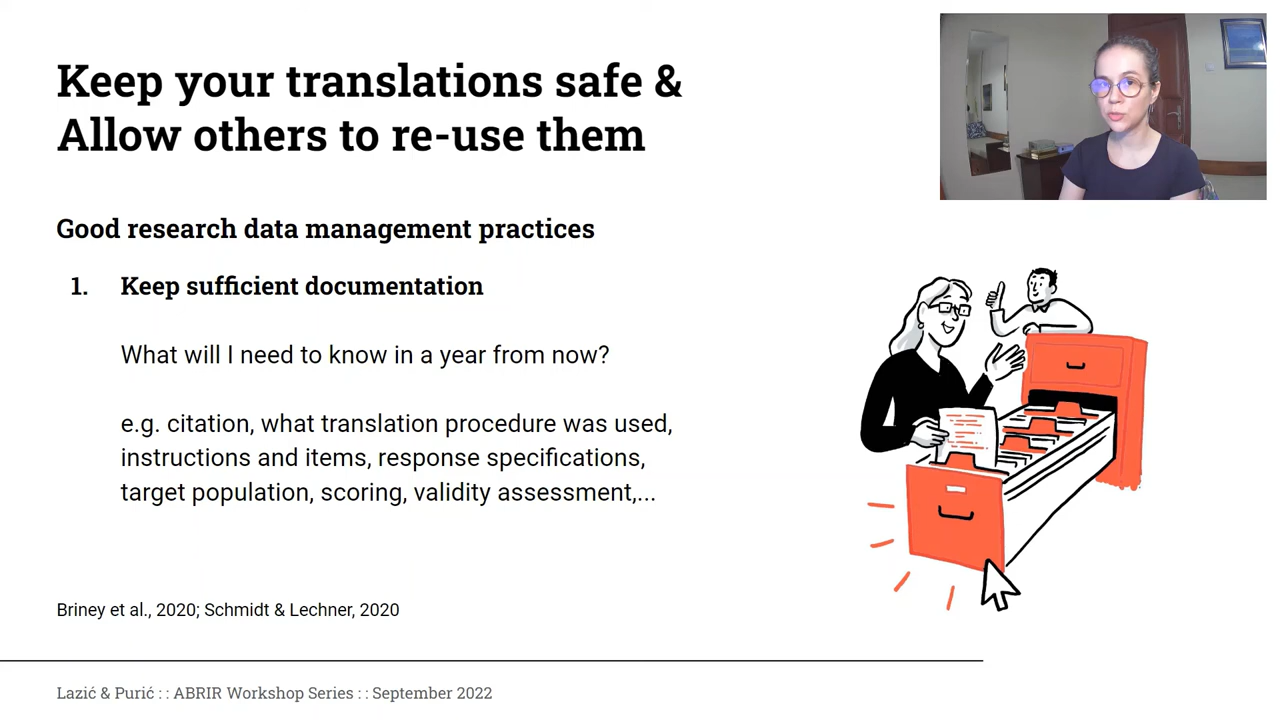 Keep your translations safe &
Allow others to re-use them
Good research data management practices
1. Keep sufficient documentation
What will I need to know in a year from now?
e.g. citation, what translation procedure was used,
instructions and items, response specifications,
target population, scoring, validity assessment,...
Briney et al., 2020; Schmidt & Lechner, 2020
Lazić & Purić : : ABRIR Workshop Series : : September 2022